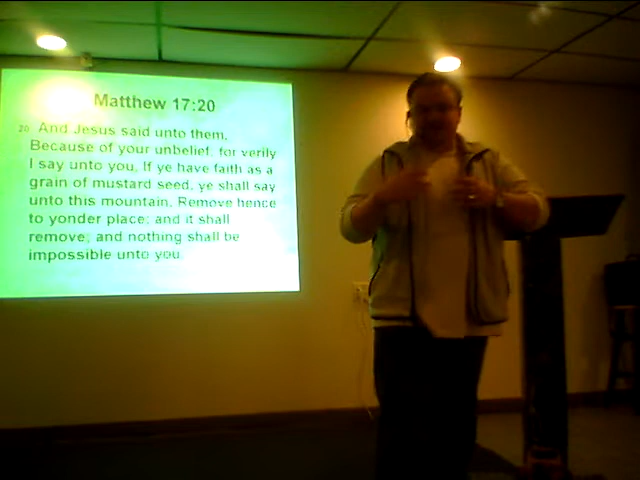 Matthew 17:20
20 And Jesus said unto them,
Because of your unbelief: for verily
I say unto you, If ye have faith as a
grain of mustard seed, ye shall say
unto this mountain, Remove hence
to yonder place; and it shall
remove; and nothing shall be
impossible unto you.